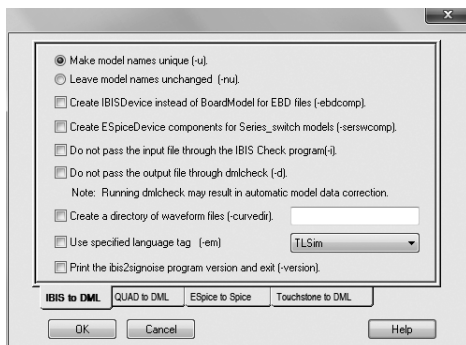 Make model names unique (-u).
Leave model names unchanged (-nu).
Create IBISDevice instead of BoardModel for EBD files (-ebdcomp).
Create ESpiceDevice components for Series_switch models (-serswcomp).
Do not pass the input file through the IBIS Check program(-i).
Do not pass the output file through dmlcheck (-d).
Note: Running dmlcheck may result in automatic model data correction.
Create a directory of waveform files (-curvedir).
Use specified language tag (-em) TLSim
Print the ibis2signoise program version and exit (-version).
IBIS to DML QUAD to DML ESpice to Spice Touchstone to DML
OK Cancel Help